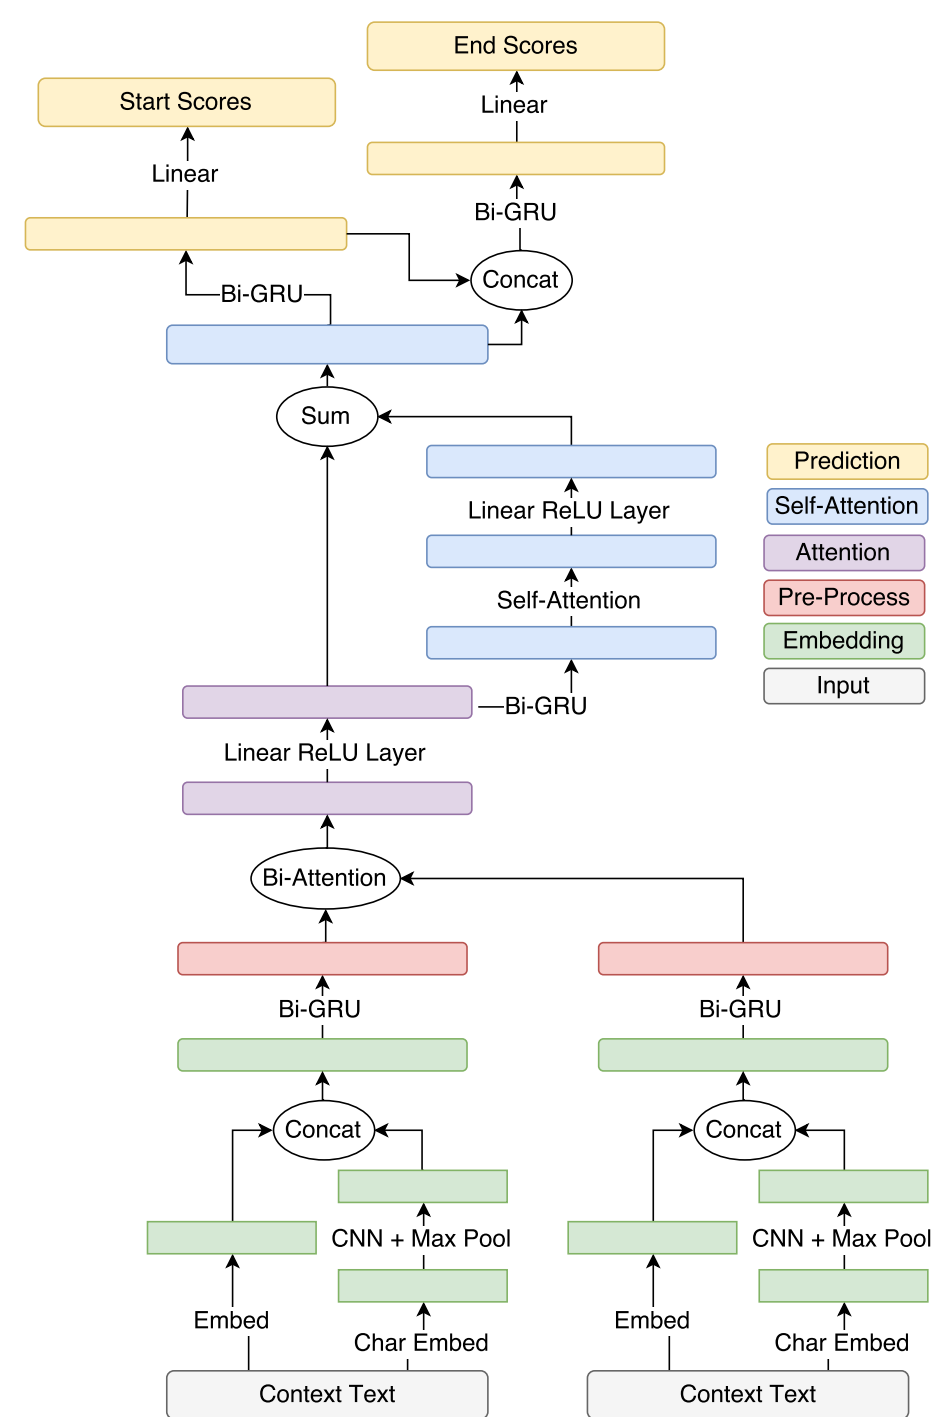 End Scores
Linear
Start Scores
Linear
Bi-GRU
Concat
Bi-GRU
Sum
Linear ReLU Layer
Self-Attention
Bi-GRU
Linear ReLU Layer
Bi-Attention
Bi-GRU
Bi-GRU
Concat
Concat
CNN + Max Pool
CNN + Max Pool
Embed
Char Embed
Embed
Char Embed
Context Text
Context Text
Prediction
Self-Attention
Attention
Pre-Process
Embedding
Input